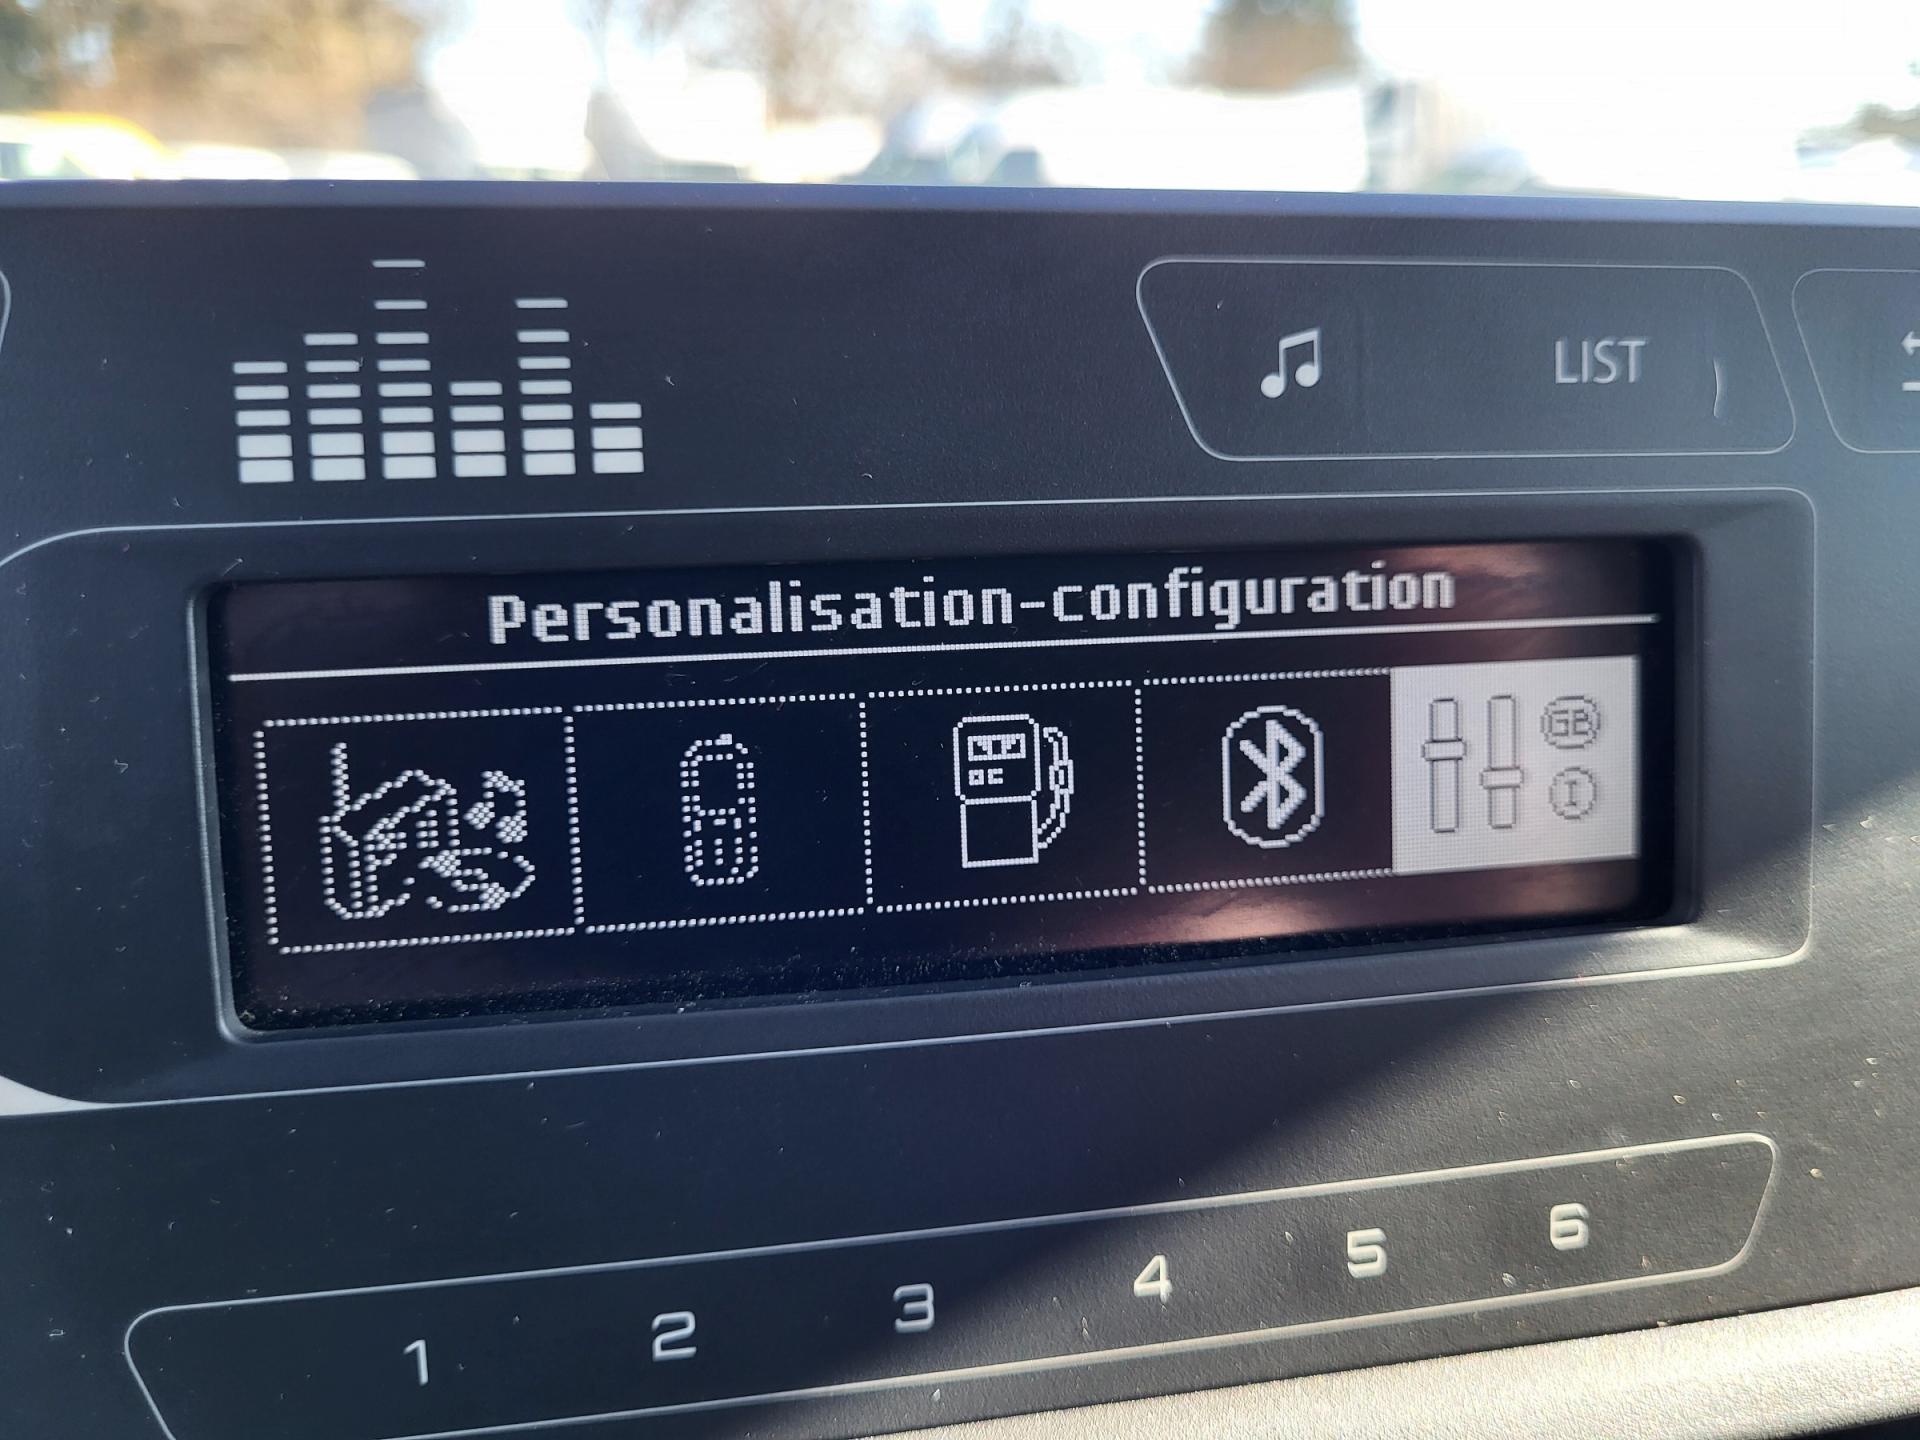 LIST
Personalisation-configuration
GB
I
1 2 3 4 5 6